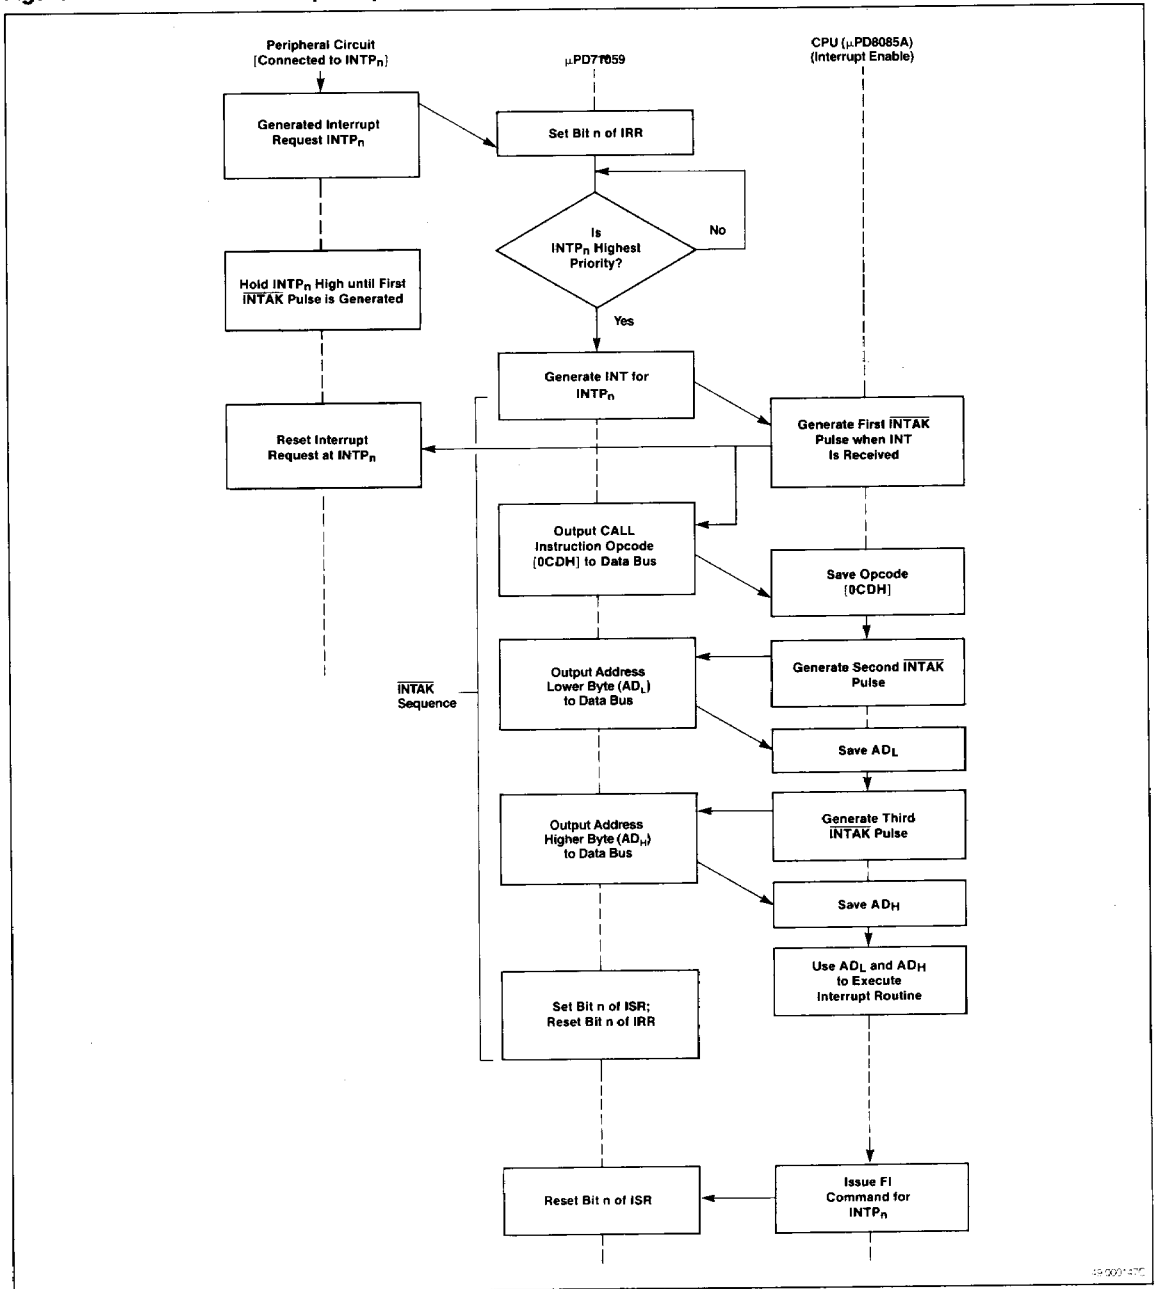 Peripheral Circuit
[Connected to INTPn]
μPD71059
CPU (μPD8085A)
(Interrupt Enable)
Generated Interrupt
Request INTPn
Set Bit n of IRR
Is
INTPn Highest
Priority?
No
Yes
Hold INTPn High until First
INTAK Pulse is Generated
Generate INT for
INTPn
Generate First INTAK
Pulse when INT
Is Received
Reset Interrupt
Request at INTPn
Output CALL
Instruction Opcode
[0CDH] to Data Bus
Save Opcode
[0CDH]
Generate Second INTAK
Pulse
Output Address
Lower Byte (ADL)
to Data Bus
INTAK
Sequence
Save ADL
Generate Third
INTAK Pulse
Output Address
Higher Byte (ADH)
to Data Bus
Save ADH
Use ADL and ADH
to Execute
Interrupt Routine
Set Bit n of ISR;
Reset Bit n of IRR
Issue FI
Command for
INTPn
Reset Bit n of ISR